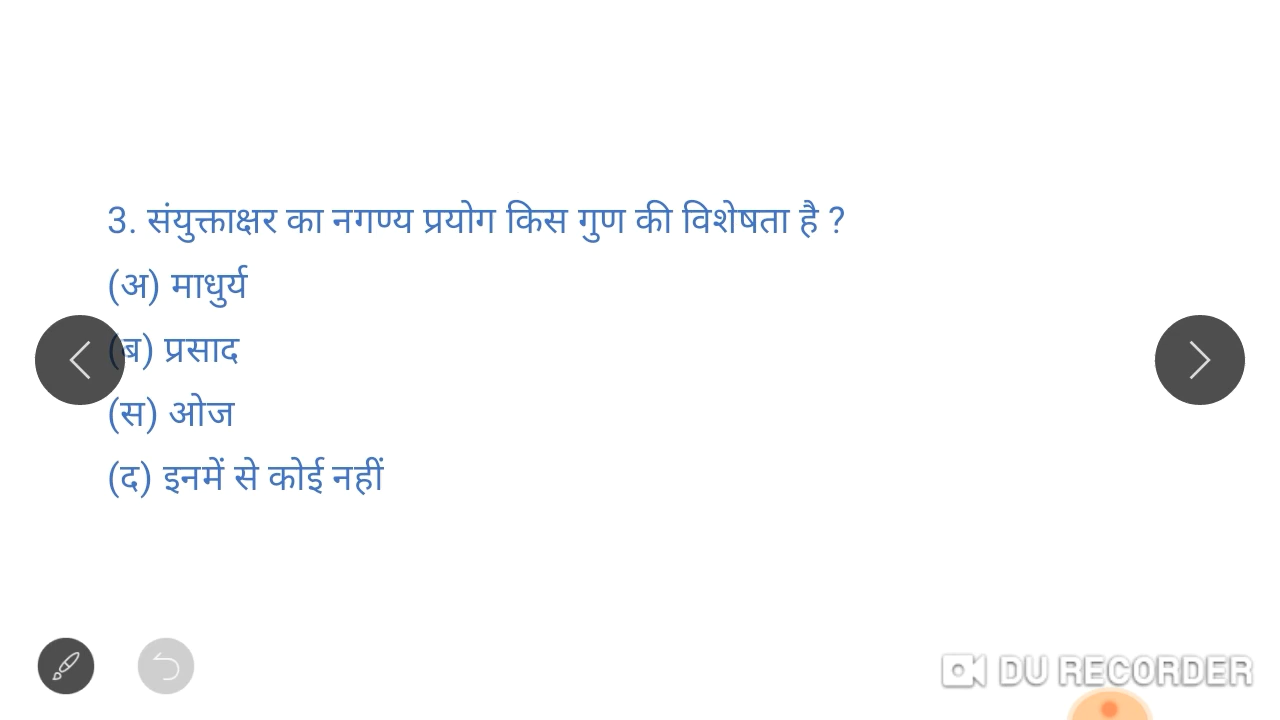 3. संयुक्ताक्षर का नगण्य प्रयोग किस गुण की विशेषता है ?
(अ) माधुर्य
(ब) प्रसाद
(स) ओज
(द) इनमें से कोई नहीं
DU RECORDER